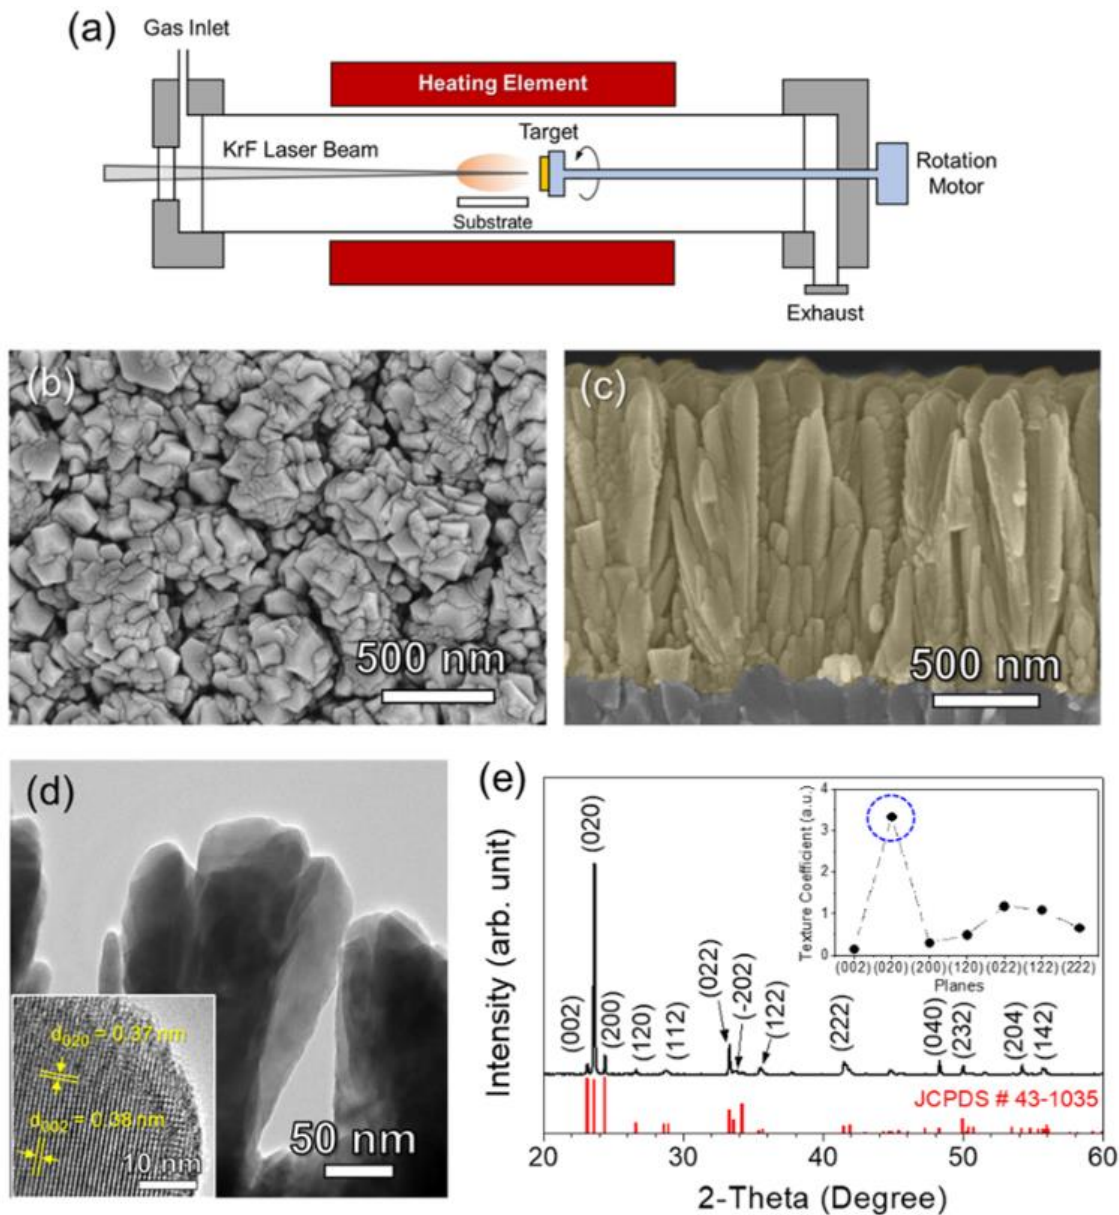 (a)
Gas Inlet
Heating Element
KrF Laser Beam
Target
Substrate
Rotation
Motor
Exhaust
(b)
500 nm
(c)
500 nm
(d)
d020 = 0.37 nm
d002 = 0.38 nm
10 nm
50 nm
(e)
Intensity (arb. unit)
(002)
(020)
(200)
(120)
(112)
(022)
(-202)
(122)
(222)
(040)
(232)
(204)
(142)
JCPDS # 43-1035
20
30
40
50
60
2-Theta (Degree)
Texture Coefficient (a.u.)
4
3
2
1
0
(002) (020) (200) (120) (022) (122) (222)
Planes